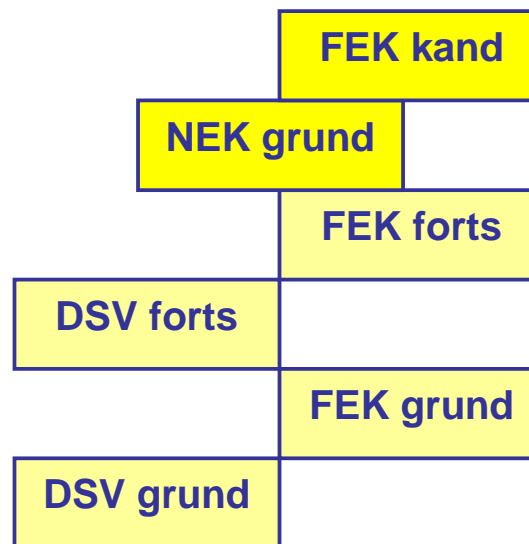 FEK kand
NEK grund
FEK forts
DSV forts
FEK grund
DSV grund